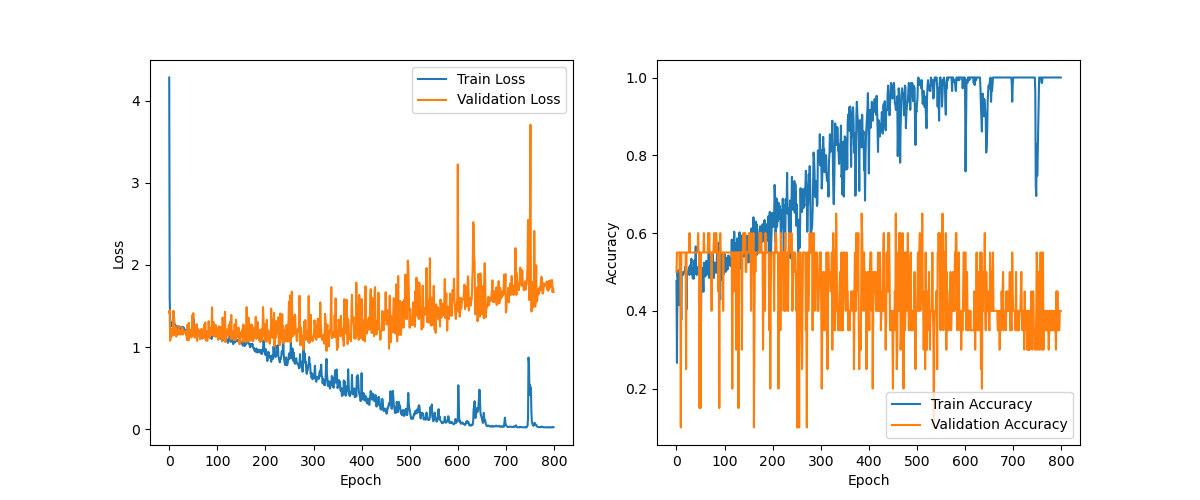 Train Loss
Validation Loss
4
3
2
1
0
Loss
0 100 200 300 400 500 600 700 800
Epoch
1.0
0.8
0.6
0.4
0.2
Accuracy
Train Accuracy
Validation Accuracy
0 100 200 300 400 500 600 700 800
Epoch